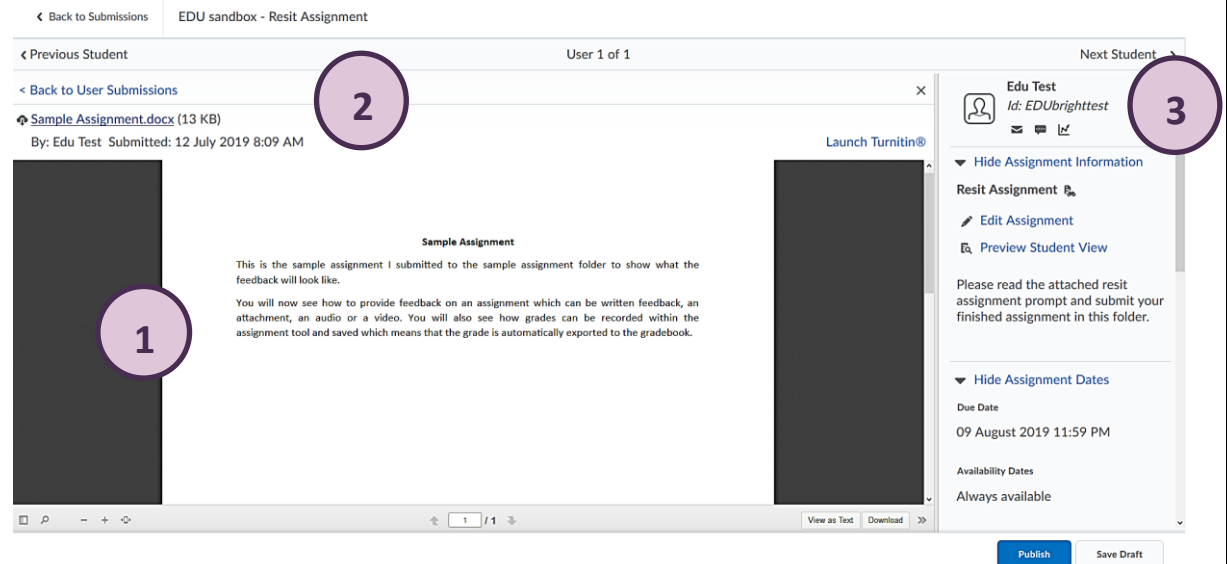 Back to Submissions
EDU sandbox - Resit Assignment
Previous Student
User 1 of 1
Next Student
< Back to User Submissions
2
3
Edu Test
Id: EDUbrighttest
Sample Assignment.docx (13 KB)
By: Edu Test Submitted: 12 July 2019 8:09 AM
Launch Turnitin®
Hide Assignment Information
Resit Assignment
Edit Assignment
Preview Student View
Please read the attached resit
assignment prompt and submit your
finished assignment in this folder.
Sample Assignment
This is the sample assignment I submitted to the sample assignment folder to show what the
feedback will look like.
You will now see how to provide feedback on an assignment which can be written feedback, an
attachment, an audio or a video. You will also see how grades can be recorded within the
assignment tool and saved which means that the grade is automatically exported to the gradebook.
1
Hide Assignment Dates
Due Date
09 August 2019 11:59 PM
Availability Dates
Always available
1 / 1
View as Text
Download
Publish
Save Draft